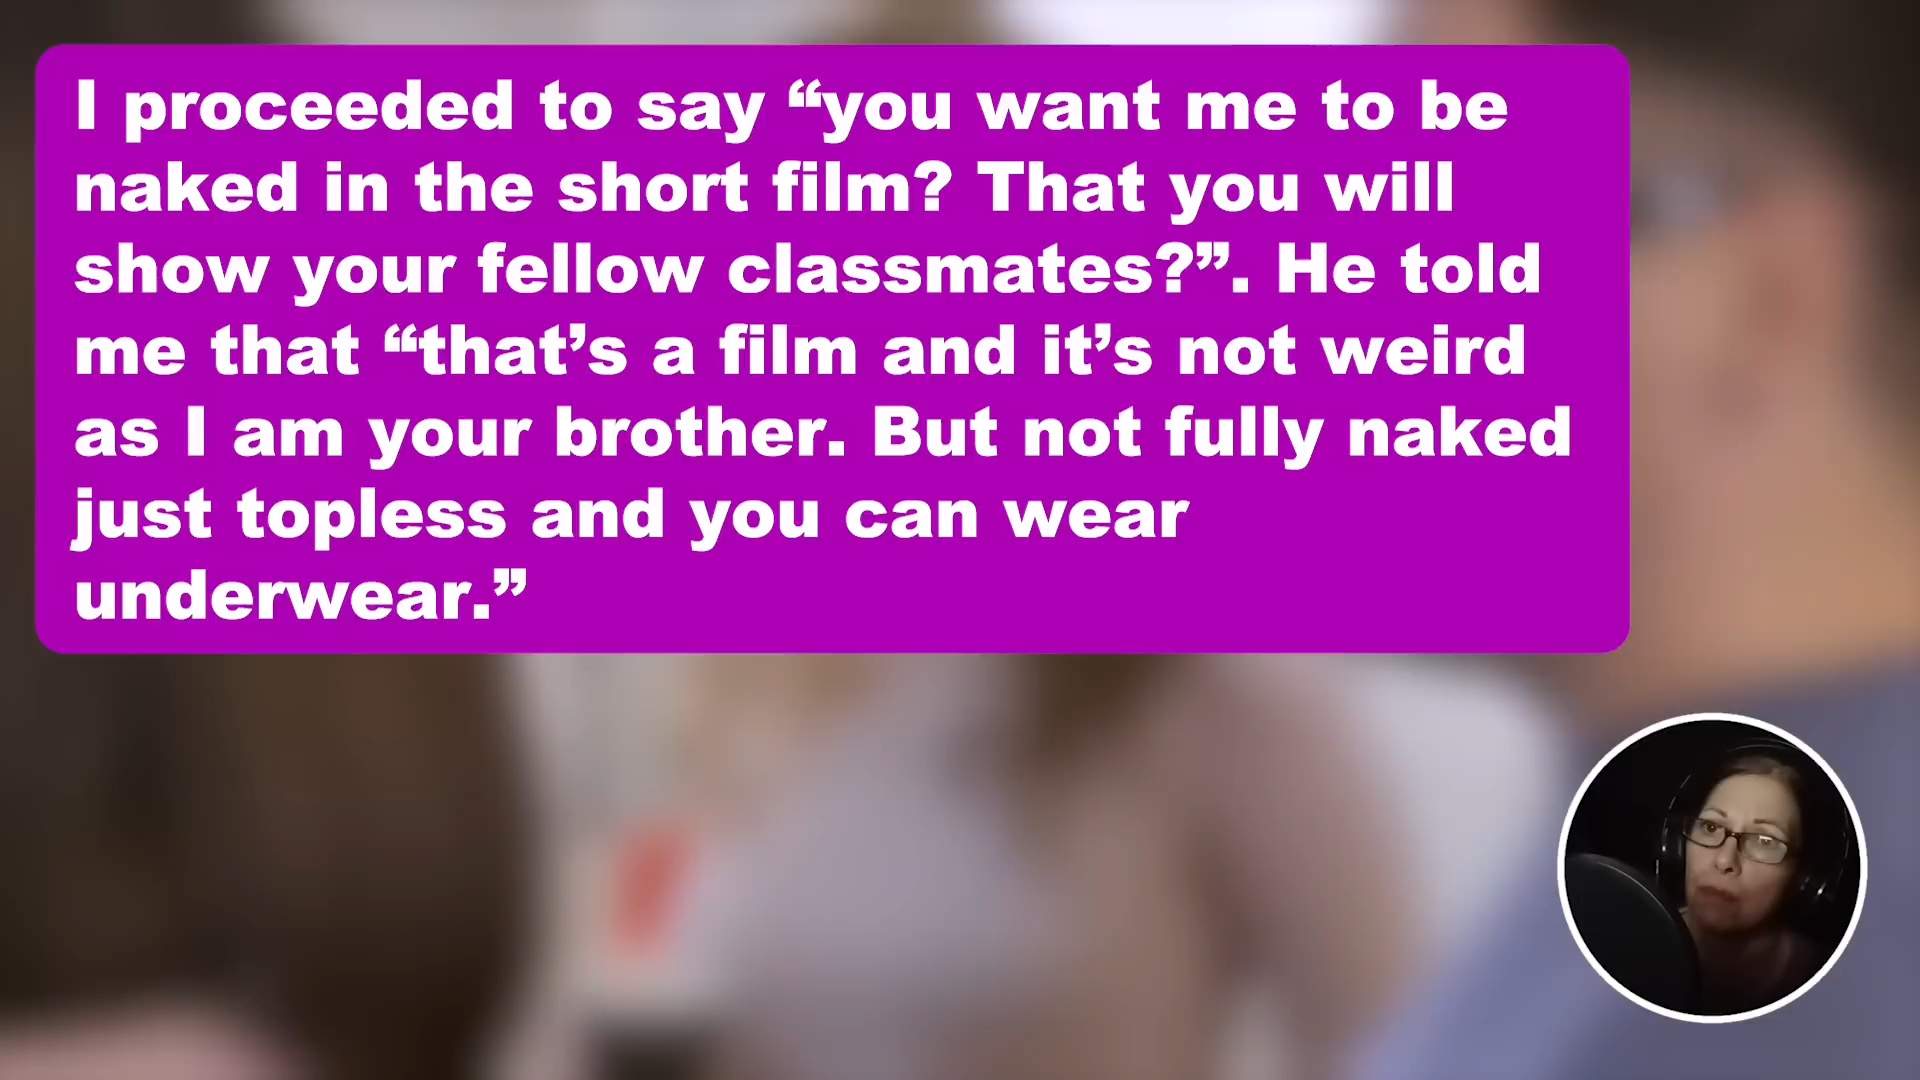 I proceeded to say “you want me to be
naked in the short film? That you will
show your fellow classmates?”. He told
me that “that’s a film and it’s not weird
as I am your brother. But not fully naked
just topless and you can wear
underwear.”